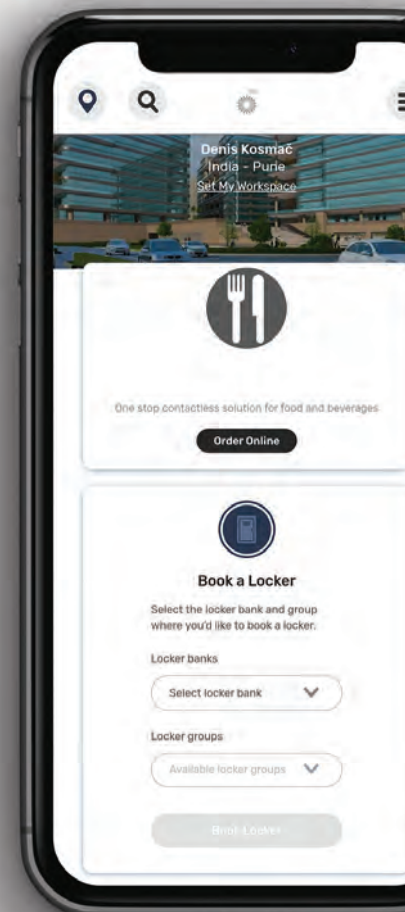 Denis Kosmač
India - Pune
Set My Workspace
One stop contactless solution for food and beverages
Order Online
Book a Locker
Select the locker bank and group
where you'd like to book a locker.
Locker banks
Select locker bank
Locker groups
Available locker groups
Book Locker